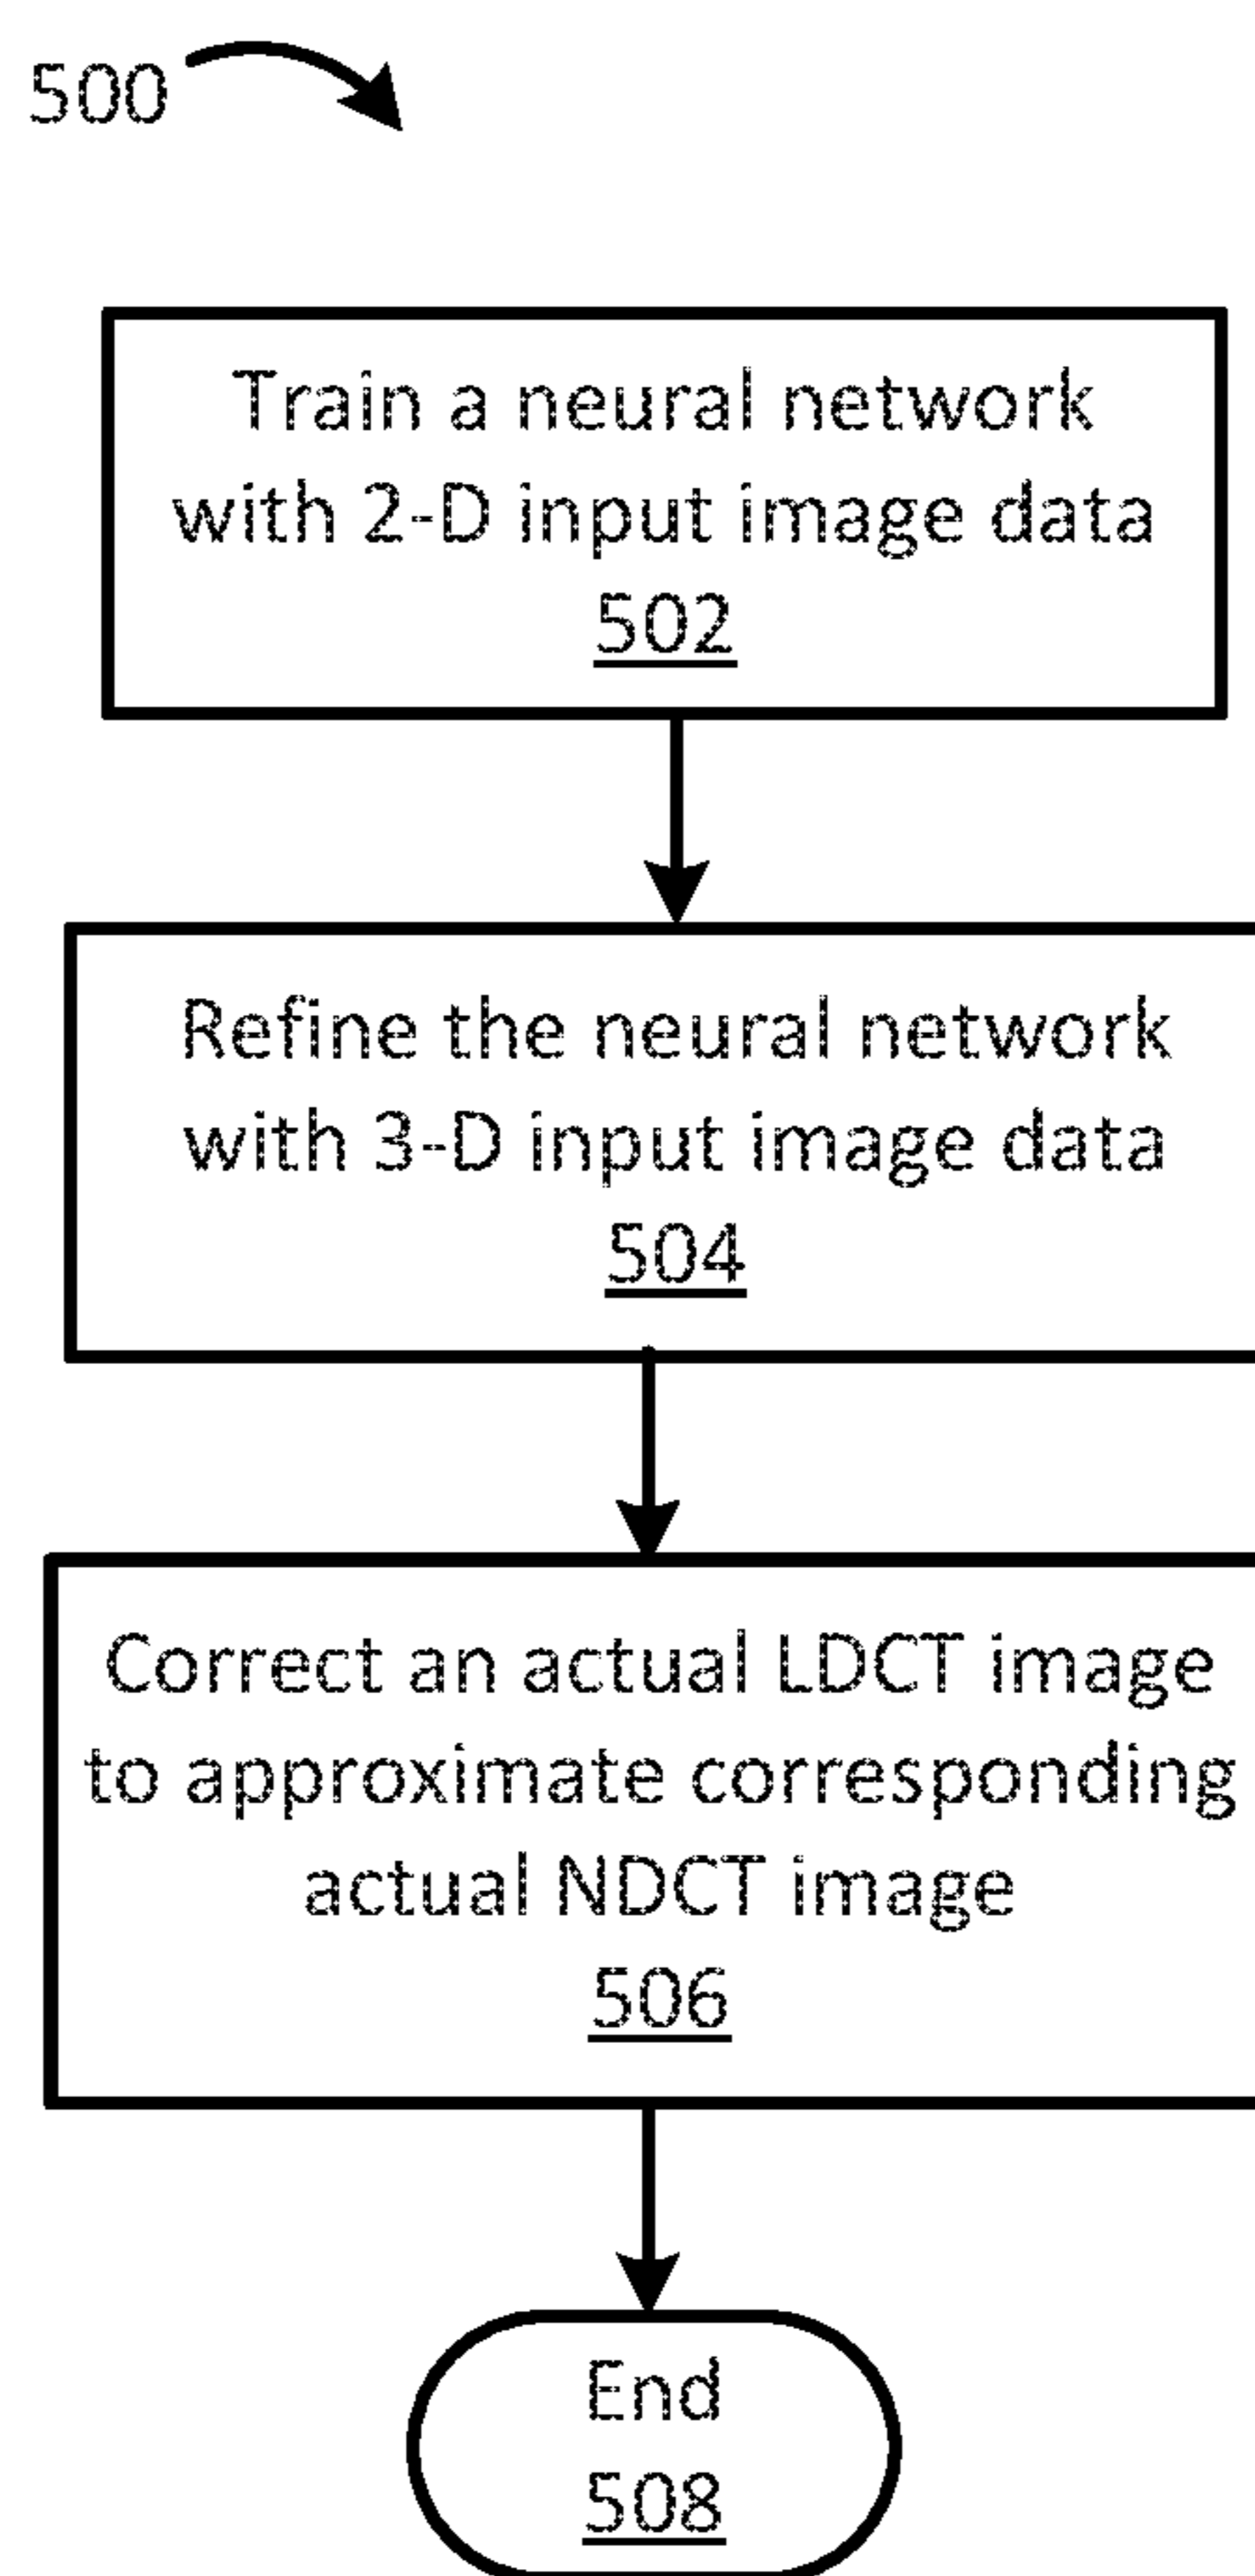 500
Train a neural network
with 2-D input image data
502
Refine the neural network
with 3-D input image data
504
Correct an actual LDCT image
to approximate corresponding
actual NDCT image
506
End
508